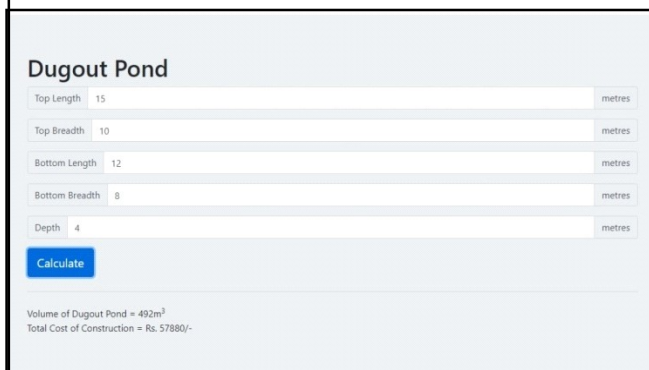 Dugout Pond
Top Length 15 metres
Top Breadth 10 metres
Bottom Length 12 metres
Bottom Breadth 8 metres
Depth 4 metres
Calculate
Volume of Dugout Pond = 492m³
Total Cost of Construction = Rs. 57880/-